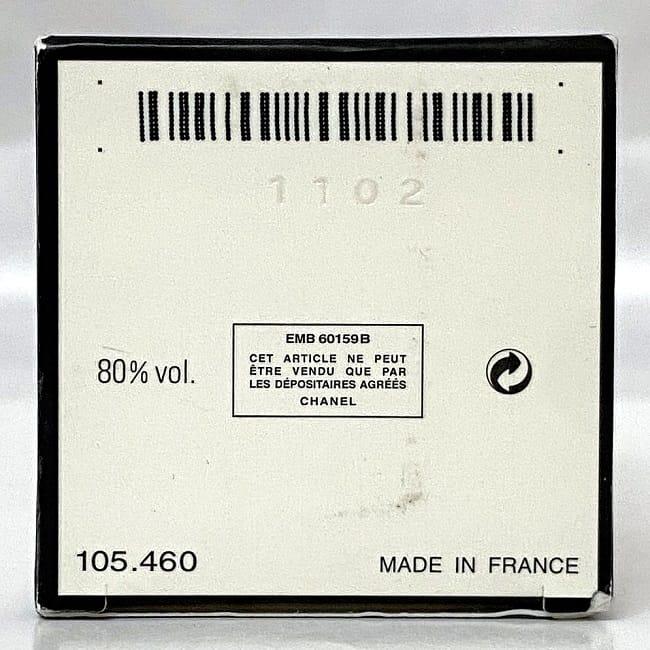 1102
EMB 60159B
CET ARTICLE NE PEUT
ÊTRE VENDU QUE PAR
LES DÉPOSITAIRES AGRÉÉS
CHANEL
80% vol.
105.460
MADE IN FRANCE